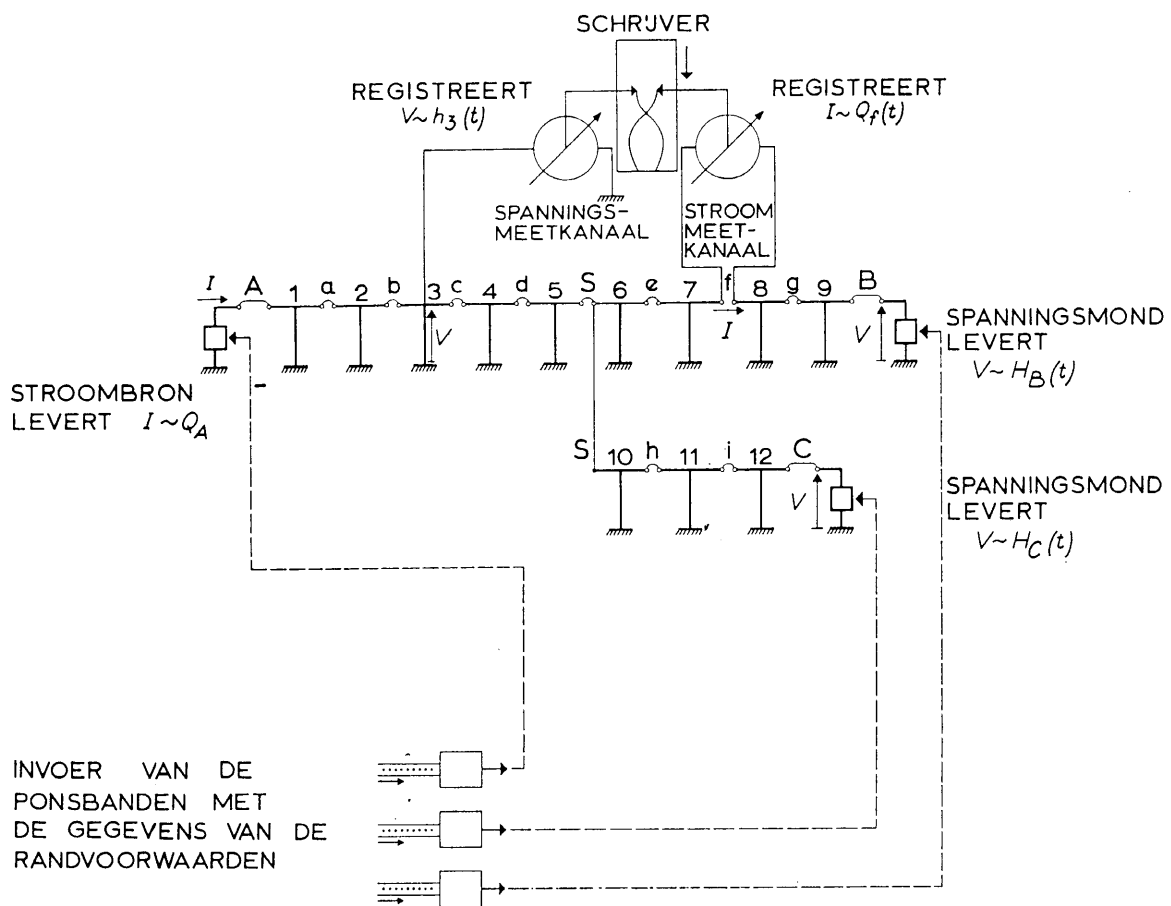 SCHRIJVER
REGISTREERT
V~h3(t)
REGISTREERT
I~Qf(t)
SPANNINGS-
MEETKANAAL
STROOM
MEET-
KANAAL
I A 1 a 2 b 3 c 4 d 5 S 6 e 7 f 8 g 9 B
V I V
STROOMBRON
LEVERT I~QA
SPANNINGSMOND
LEVERT
V~HB(t)
S 10 h 11 i 12 C
V
SPANNINGSMOND
LEVERT
V~HC(t)
INVOER VAN DE
PONSBANDEN MET
DE GEGEVENS VAN DE
RANDVOORWAARDEN